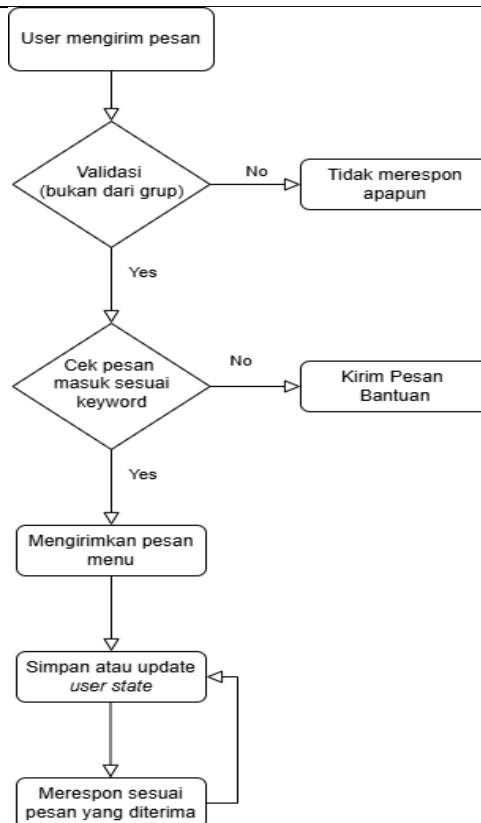 User mengirim pesan
Validasi
(bukan dari grup)
No
Tidak merespon
apapun
Yes
Cek pesan
masuk sesuai
keyword
No
Kirim Pesan
Bantuan
Yes
Mengirimkan pesan
menu
Simpan atau update
user state
Merespon sesuai
pesan yang diterima